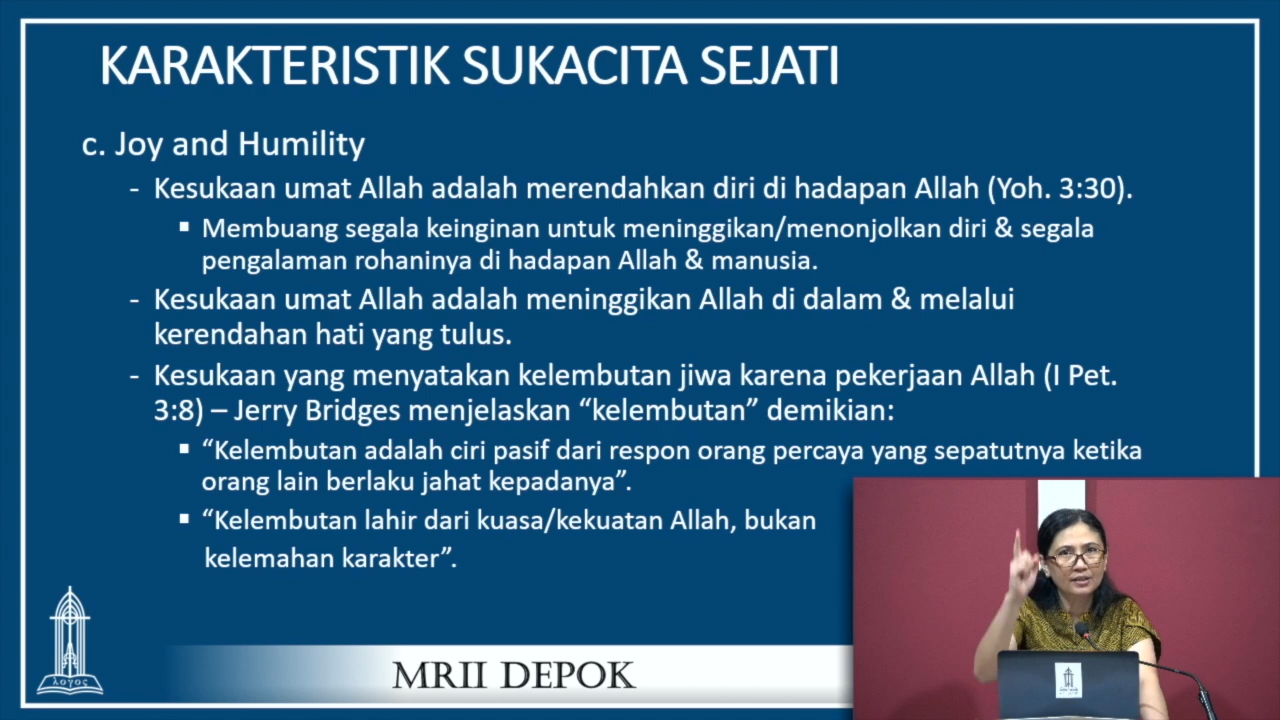 KARAKTERISTIK SUKACITA SEJATI
c. Joy and Humility
- Kesukaan umat Allah adalah merendahkan diri di hadapan Allah (Yoh. 3:30).
▪ Membuang segala keinginan untuk meninggikan/menonjolkan diri & segala
pengalaman rohaninya di hadapan Allah & manusia.
- Kesukaan umat Allah adalah meninggikan Allah di dalam & melalui
kerendahan hati yang tulus.
- Kesukaan yang menyatakan kelembutan jiwa karena pekerjaan Allah (I Pet.
3:8) – Jerry Bridges menjelaskan “kelembutan” demikian:
▪ “Kelembutan adalah ciri pasif dari respon orang percaya yang sepatutnya ketika
orang lain berlaku jahat kepadanya”.
▪ “Kelembutan lahir dari kuasa/kekuatan Allah, bukan
kelemahan karakter”.
λόγος
MRII DEPOK